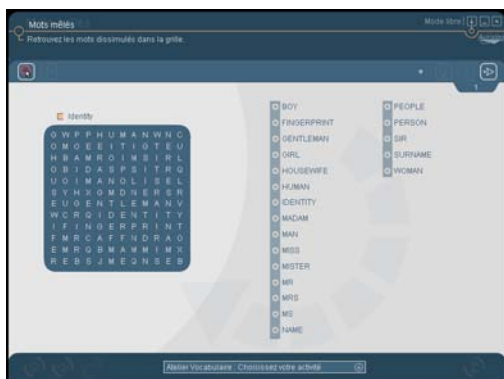 Mots mêlés
Mode libre
Retrouvez les mots dissimulés dans la grille.
1
Identity
O W P P H U M A N W N C
O M O E E I T I G T E U
H B A M R O I M S I R L
O B I D A S P S I T R Q
U G I M A N O L I S E L
S Y H X G M D N E R S R
E U G E N T L E M A N V
W C R Q I D E N T I T Y
I F I N G E R P R I N T
F M R C A F F N D R A O
E M R Q B M A M M I M X
R E B S J M E Q N S E B
BOY
FINGERPRINT
GENTLEMAN
GIRL
HOUSEWIFE
HUMAN
IDENTITY
MADAM
MAN
MISS
MISTER
MR
MRS
MS
NAME
PEOPLE
PERSON
SIR
SURNAME
WOMAN
Atelier Vocabulaire : Choisissez votre activité